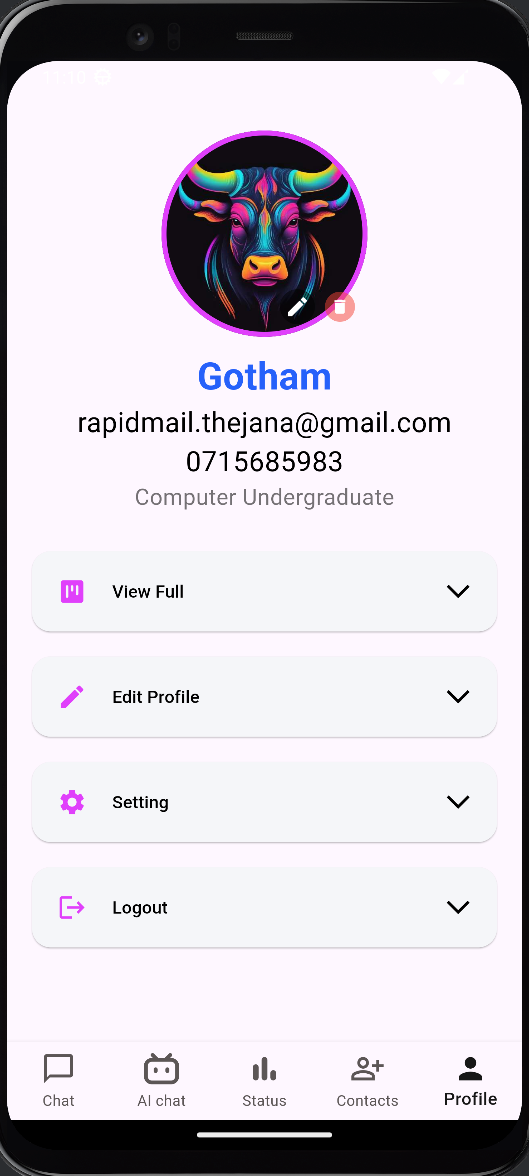 Gotham
rapidmail.thejana@gmail.com
0715685983
Computer Undergraduate
View Full
Edit Profile
Setting
Logout
Chat
AI chat
Status
Contacts
Profile